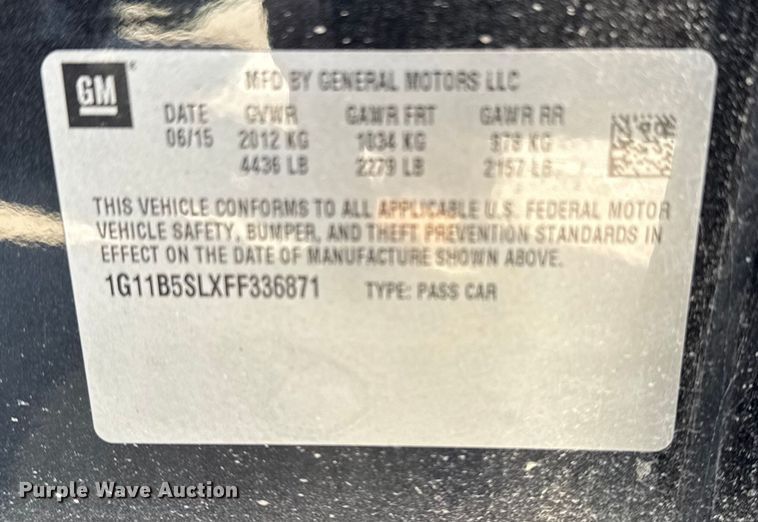 GM®
MFD BY GENERAL MOTORS LLC
DATE GVWR GAWR FRT GAWR RR
06/15 2012 KG 1034 KG 978 KG
4436 LB 2279 LB 2157 LB
THIS VEHICLE CONFORMS TO ALL APPLICABLE U.S. FEDERAL MOTOR
VEHICLE SAFETY, BUMPER, AND THEFT PREVENTION STANDARDS IN
EFFECT ON THE DATE OF MANUFACTURE SHOWN ABOVE.
1G11B5SLXFF336871 TYPE: PASS CAR
Purple Wave Auction